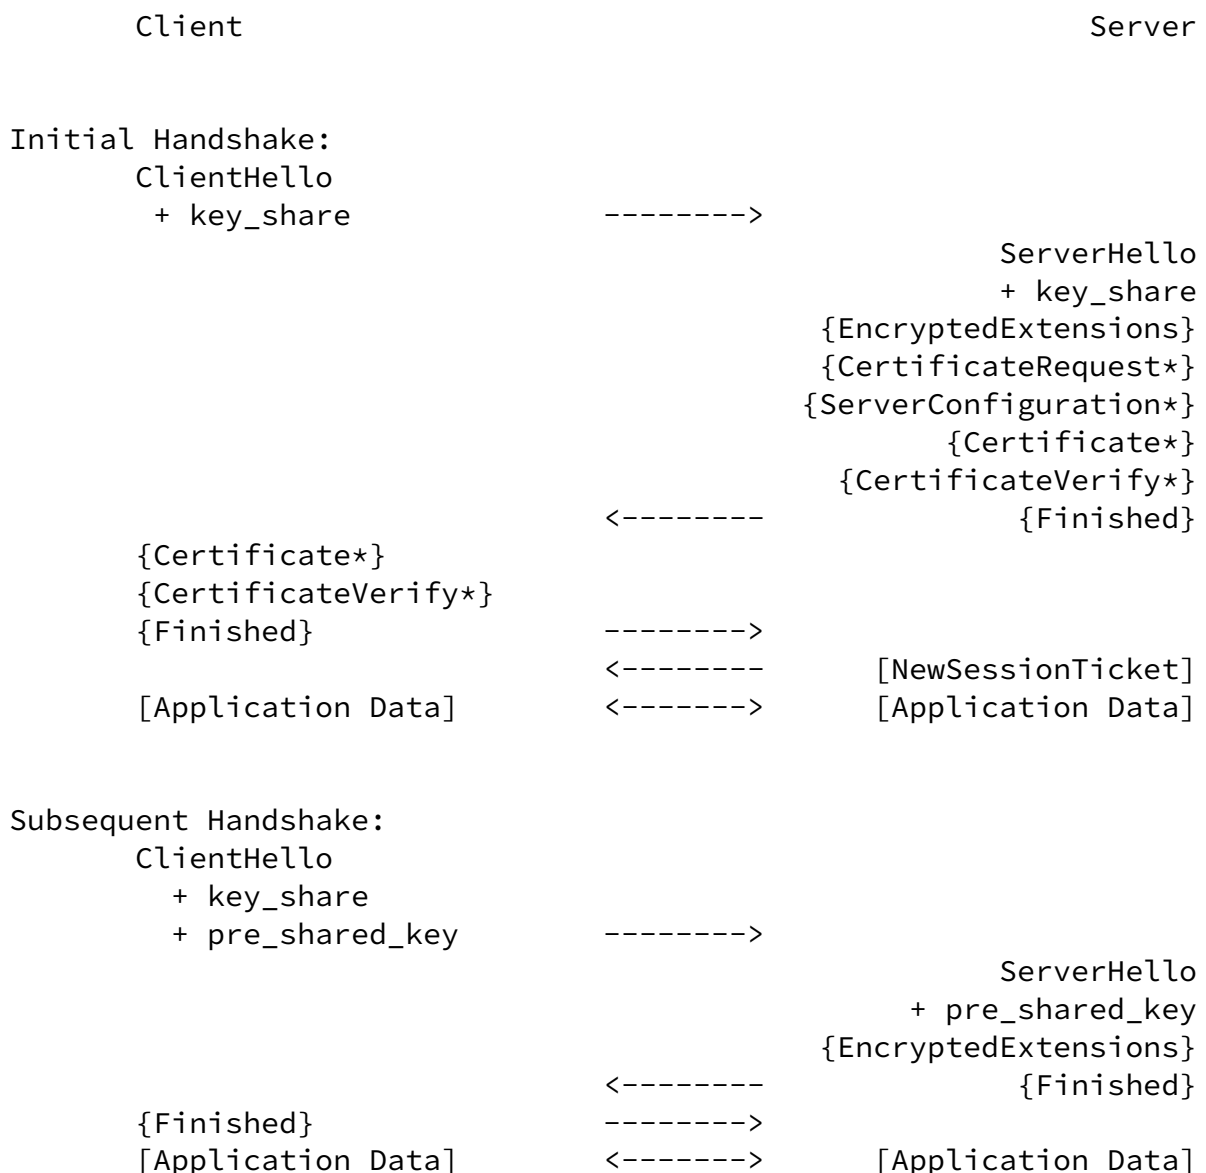 Client Server
Initial Handshake:
ClientHello
+ key_share -------->
ServerHello
+ key_share
{EncryptedExtensions}
{CertificateRequest*}
{ServerConfiguration*}
{Certificate*}
{CertificateVerify*}
<-------- {Finished}
{Certificate*}
{CertificateVerify*}
{Finished} -------->
<-------- [NewSessionTicket]
[Application Data] <-------> [Application Data]
Subsequent Handshake:
ClientHello
+ key_share
+ pre_shared_key -------->
ServerHello
+ pre_shared_key
{EncryptedExtensions}
<-------- {Finished}
{Finished} -------->
[Application Data] <-------> [Application Data]